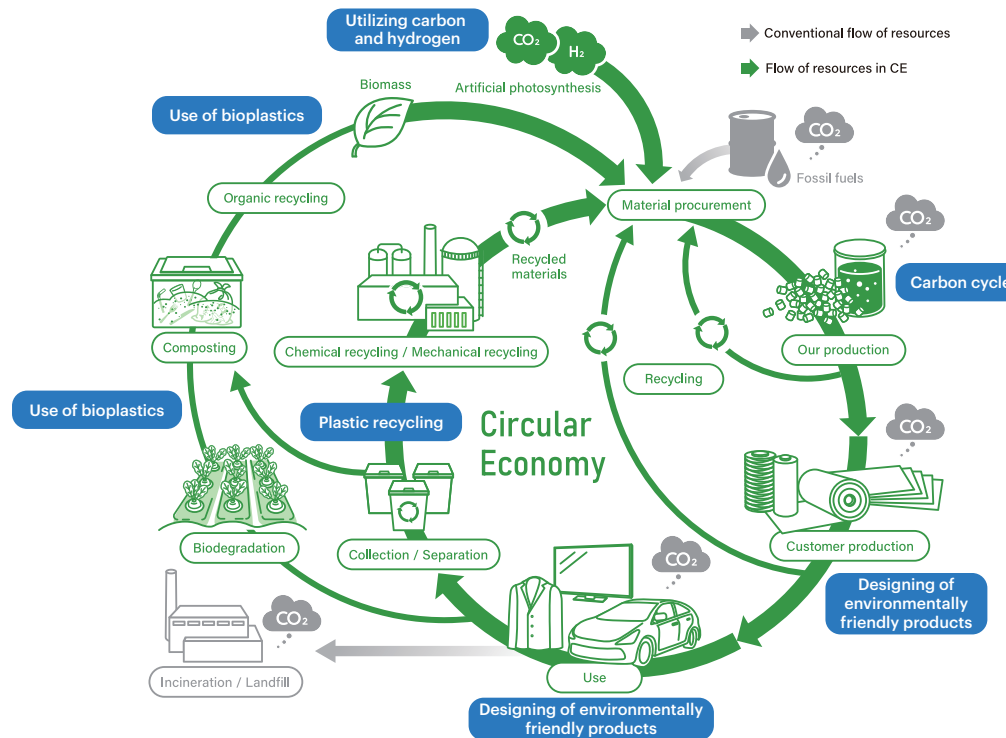 Utilizing carbon
and hydrogen
CO2
H2
Artificial photosynthesis
Conventional flow of resources
Flow of resources in CE
Biomass
Use of bioplastics
CO2
Fossil fuels
Organic recycling
Material procurement
CO2
Recycled
materials
Carbon cycle
Composting
Chemical recycling / Mechanical recycling
Our production
Recycling
Use of bioplastics
Plastic recycling
Circular
Economy
CO2
Biodegradation
Collection / Separation
Customer production
CO2
Designing of
environmentally
friendly products
CO2
Incineration / Landfill
Use
Designing of environmentally
friendly products